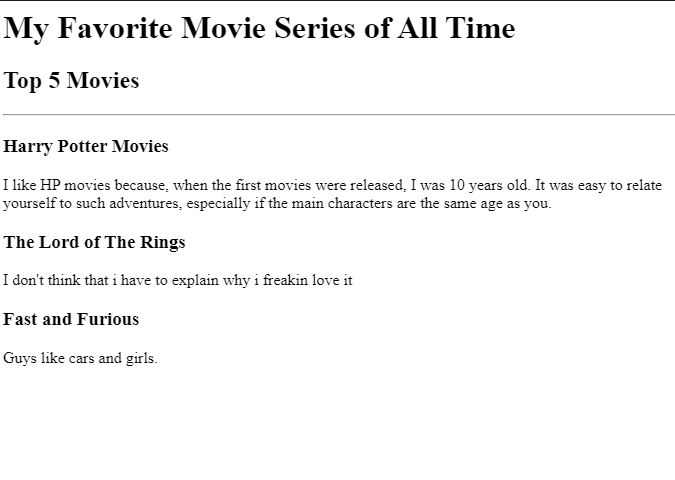 My Favorite Movie Series of All Time
Top 5 Movies
Harry Potter Movies
I like HP movies because, when the first movies were released, I was 10 years old. It was easy to relate
yourself to such adventures, especially if the main characters are the same age as you.
The Lord of The Rings
I don't think that i have to explain why i freakin love it
Fast and Furious
Guys like cars and girls.